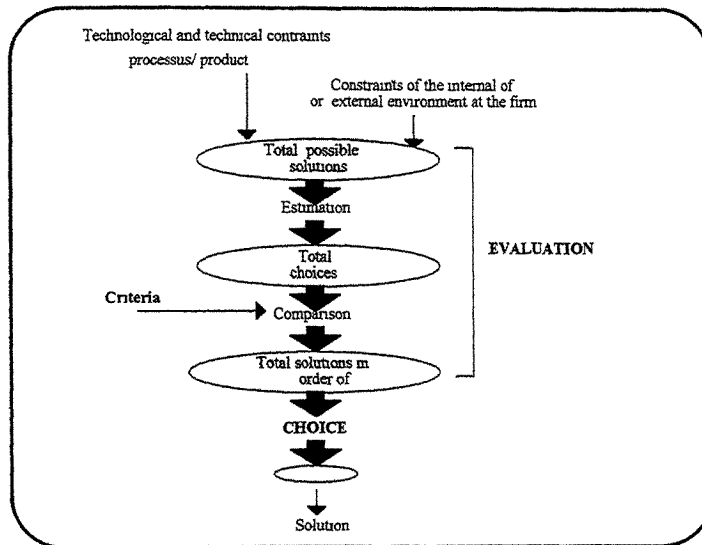 Technological and technical contraints
processus/ product
Constraints of the internal of
or external environment at the firm
Total possible
solutions
Estimation
EVALUATION
Total
choices
Criteria
Comparison
Total solutions in
order of
CHOICE
Solution